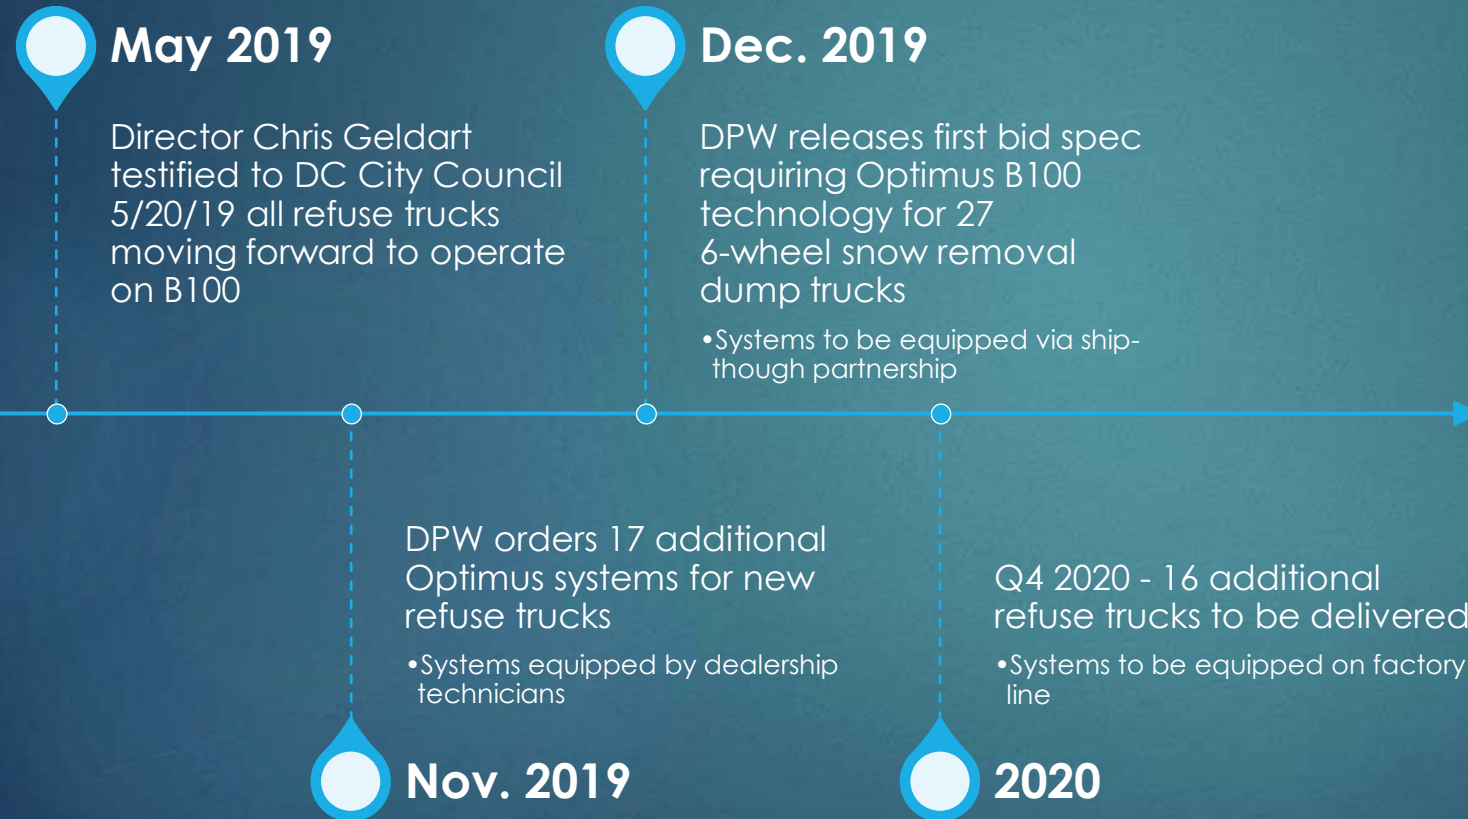 May 2019
Director Chris Geldart
testified to DC City Council
5/20/19 all refuse trucks
moving forward to operate
on B100
Nov. 2019
DPW orders 17 additional
Optimus systems for new
refuse trucks
•Systems equipped by dealership
technicians
Dec. 2019
DPW releases first bid spec
requiring Optimus B100
technology for 27
6-wheel snow removal
dump trucks
•Systems to be equipped via ship-
though partnership
2020
Q4 2020 - 16 additional
refuse trucks to be delivered
•Systems to be equipped on factory
line